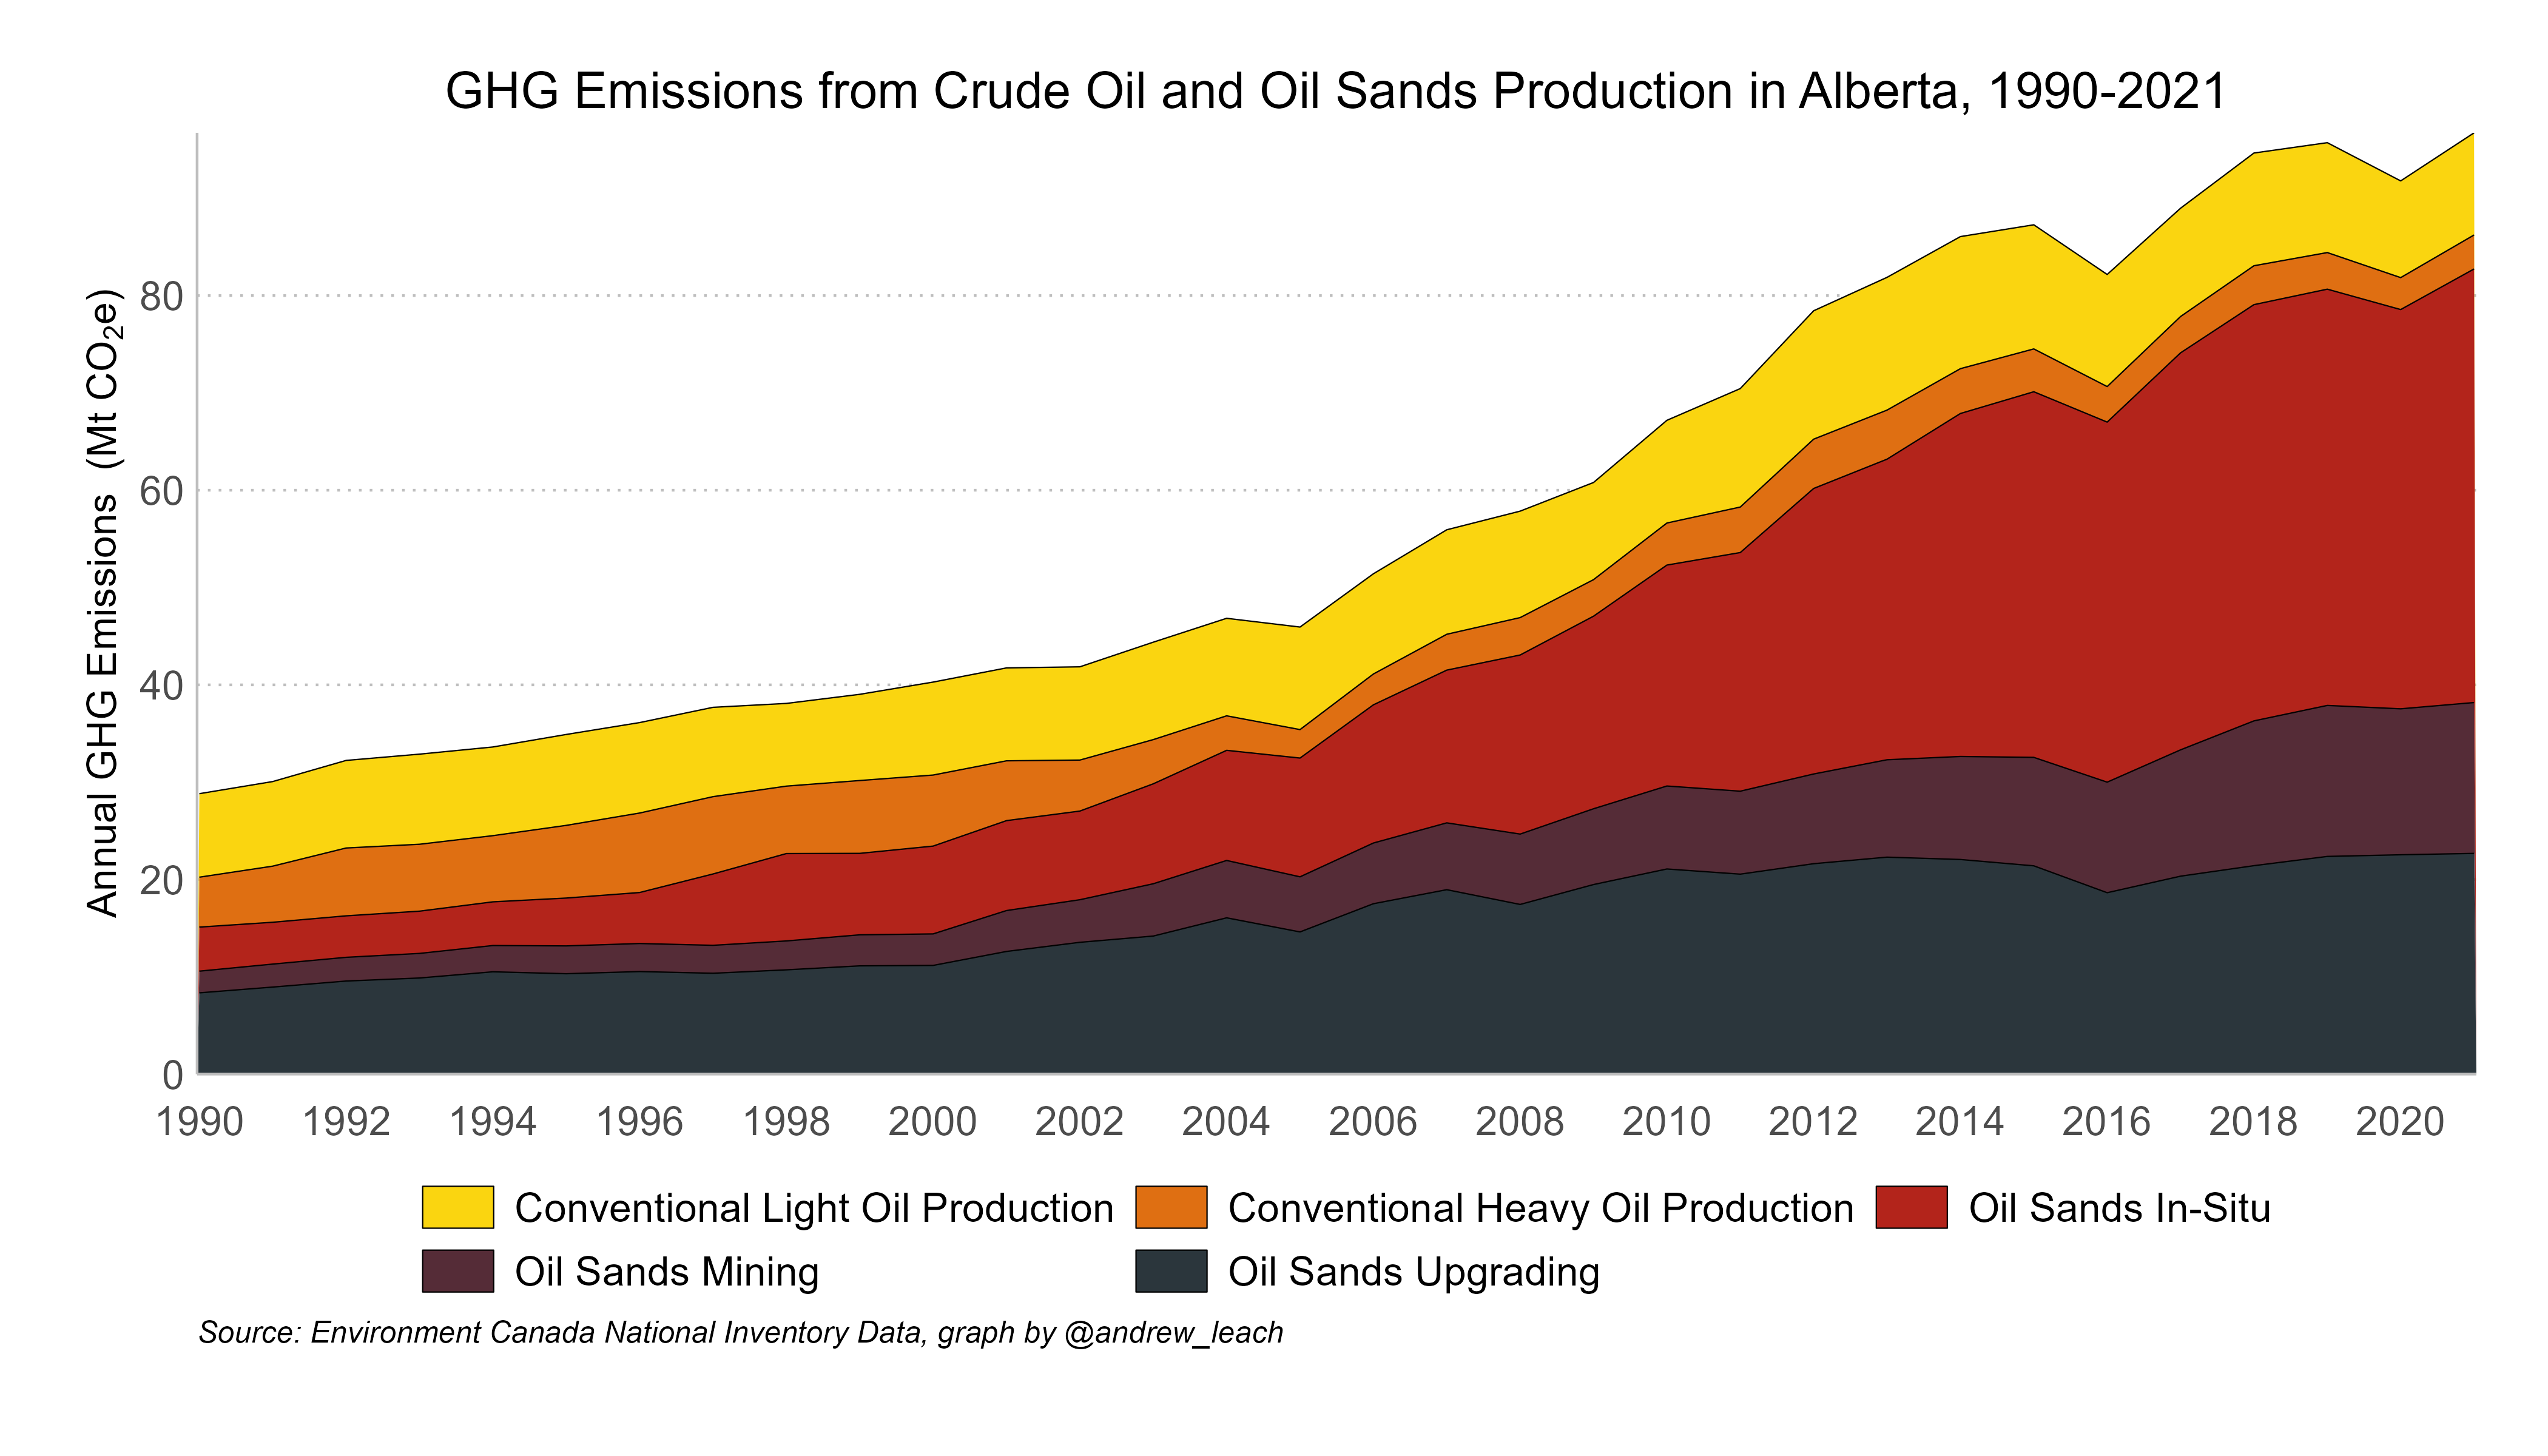 GHG Emissions from Crude Oil and Oil Sands Production in Alberta, 1990-2021
Annual GHG Emissions  (Mt CO₂e)
80
60
40
20
0
1990 1992 1994 1996 1998 2000 2002 2004 2006 2008 2010 2012 2014 2016 2018 2020
Conventional Light Oil Production Conventional Heavy Oil Production Oil Sands In-Situ
Oil Sands Mining Oil Sands Upgrading
Source: Environment Canada National Inventory Data, graph by @andrew_leach